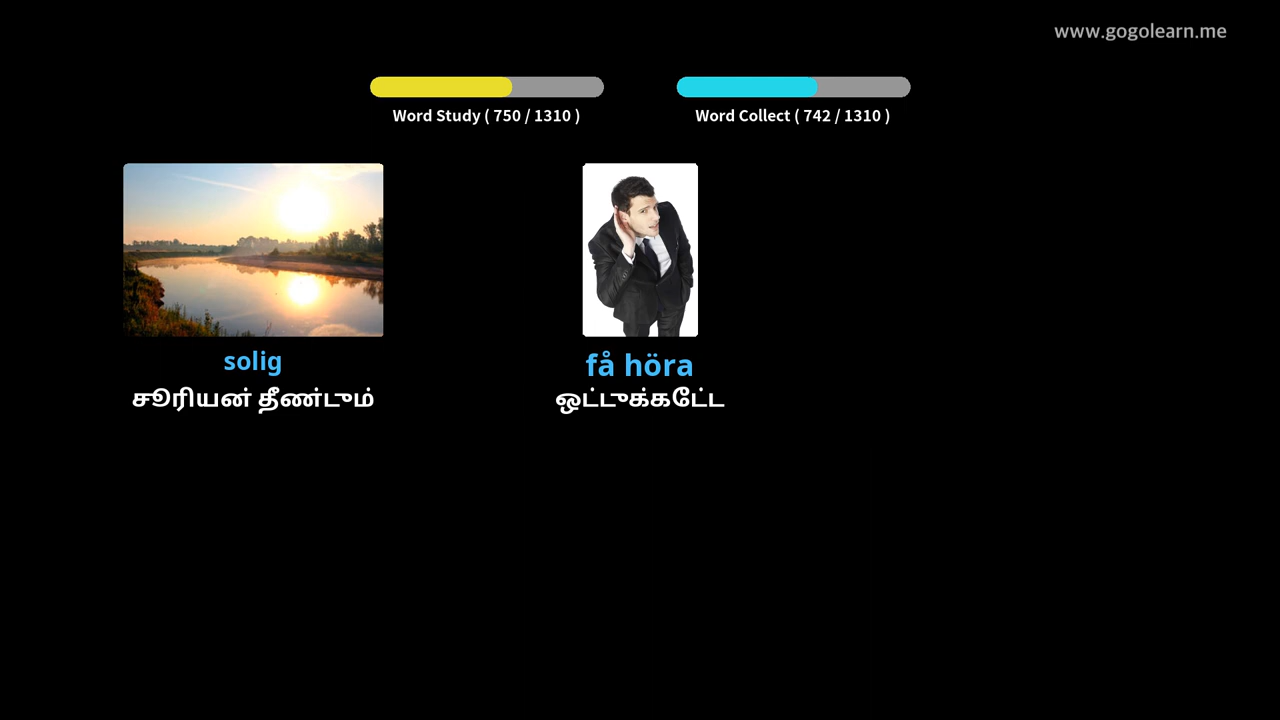 www.gogolearn.me
Word Study ( 750 / 1310 )
Word Collect ( 742 / 1310 )
solig
சூரியன் தீண்டும்
få höra
ஒட்டுக்கேட்ட